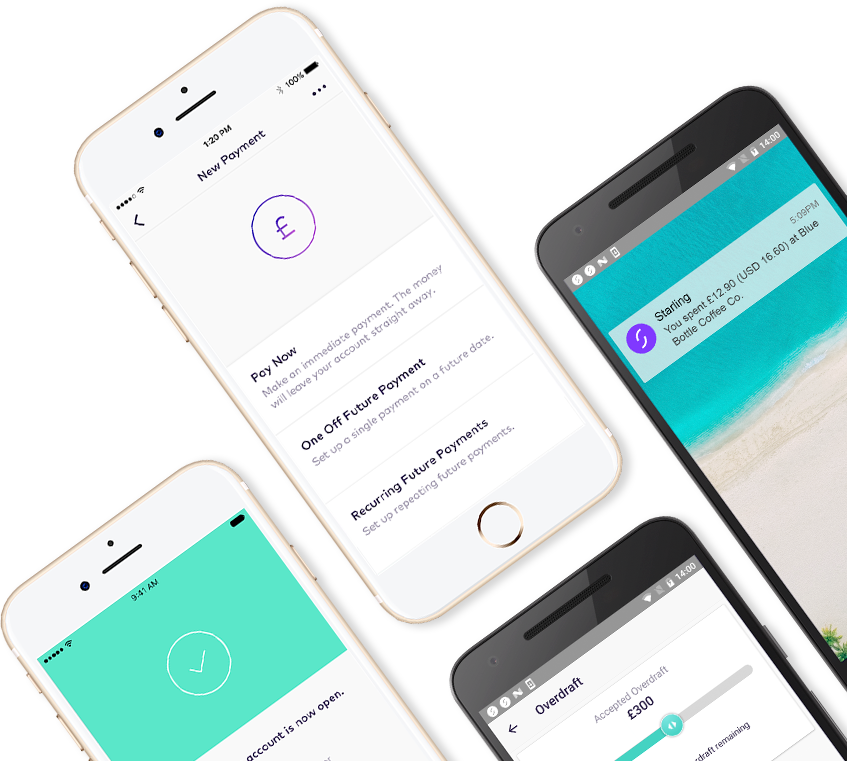 1:20 PM
100%
New Payment
£
Pay Now
Make an immediate payment. The money
will leave your account straight away.
One Off Future Payment
Set up a single payment on a future date.
Recurring Future Payments
Set up repeating future payments.
14:00
5:09PM
Starling
You spent £12.90 (USD 16.60) at Blue
Bottle Coffee Co.
9:41 AM
account is now open.
14:00
Overdraft
Accepted Overdraft
£300
draft remaining